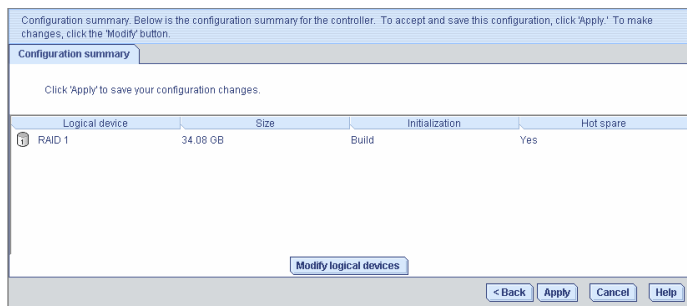 Configuration summary. Below is the configuration summary for the controller. To accept and save this configuration, click 'Apply.' To make
changes, click the 'Modify' button.
Configuration summary
Click 'Apply' to save your configuration changes.
Logical device Size Initialization Hot spare
1 RAID 1 34.08 GB Build Yes
Modify logical devices
< Back Apply Cancel Help